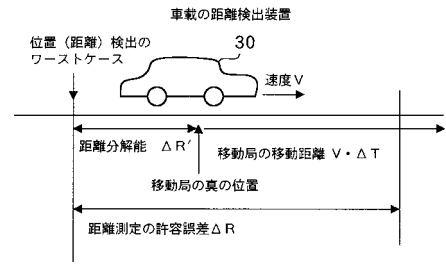 車載の距離検出装置
位置（距離）検出の
ワーストケース
30
速度V
距離分解能 ΔR′
移動局の移動距離 V・ΔT
移動局の真の位置
距離測定の許容誤差ΔR